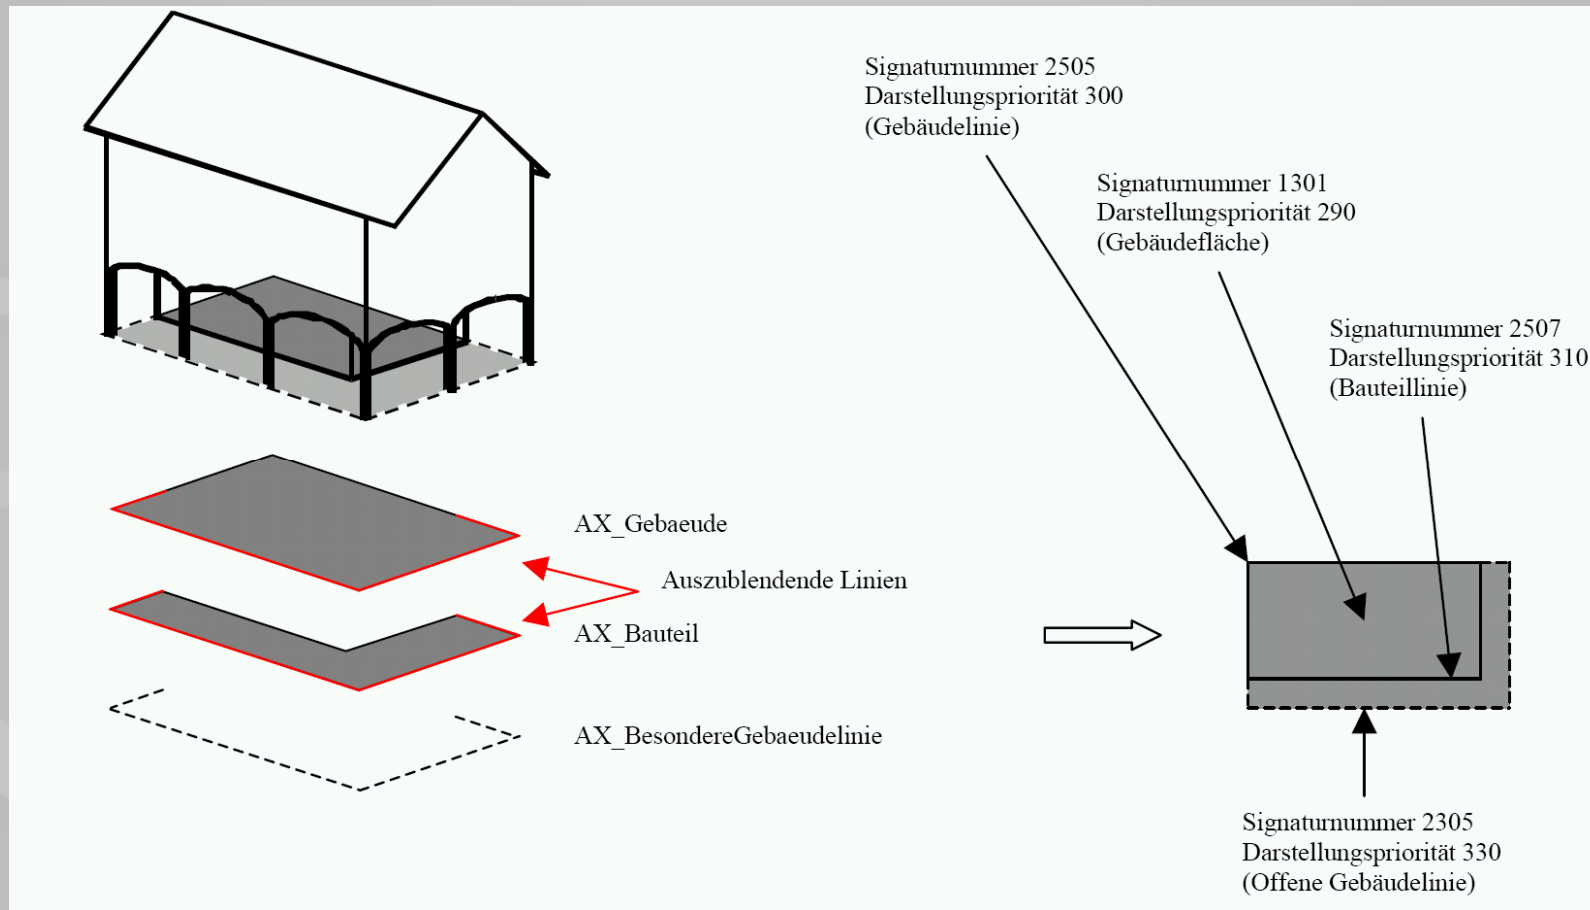 Signaturnummer 2505
Darstellungspriorität 300
(Gebäudelinie)
Signaturnummer 1301
Darstellungspriorität 290
(Gebäudefläche)
Signaturnummer 2507
Darstellungspriorität 310
(Bauteillinie)
AX_Gebaeude
Auszublendende Linien
AX_Bauteil
AX_BesondereGebaeudelinie
Signaturnummer 2305
Darstellungspriorität 330
(Offene Gebäudelinie)